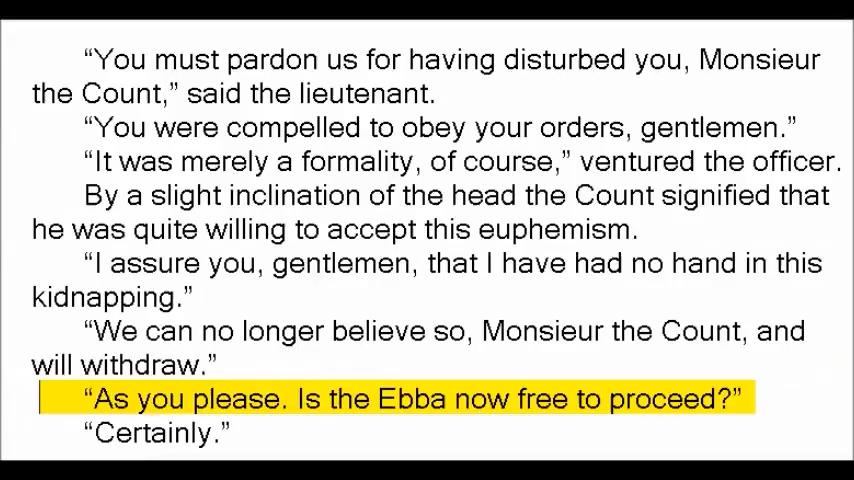 “You must pardon us for having disturbed you, Monsieur
the Count,” said the lieutenant.
“You were compelled to obey your orders, gentlemen.”
“It was merely a formality, of course,” ventured the officer.
By a slight inclination of the head the Count signified that
he was quite willing to accept this euphemism.
“I assure you, gentlemen, that I have had no hand in this
kidnapping.”
“We can no longer believe so, Monsieur the Count, and
will withdraw.”
“As you please. Is the Ebba now free to proceed?”
“Certainly.”